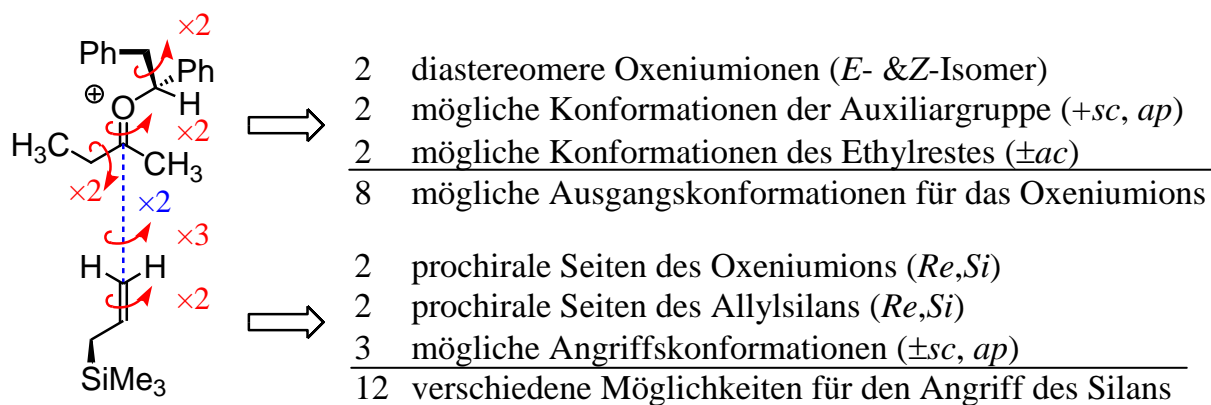 ×2
Ph
Ph
⊕
O
H
×2
H₃C
CH₃
×2
×2
×3
H H
×2
SiMe₃
2 diastereomere Oxeniumionen (E- &Z-Isomer)
2 mögliche Konformationen der Auxiliargruppe (+sc, ap)
2 mögliche Konformationen des Ethylrestes (±ac)
8 mögliche Ausgangskonformationen für das Oxeniumions
2 prochirale Seiten des Oxeniumions (Re,Si)
2 prochirale Seiten des Allylsilans (Re,Si)
3 mögliche Angriffskonformationen (±sc, ap)
12 verschiedene Möglichkeiten für den Angriff des Silans